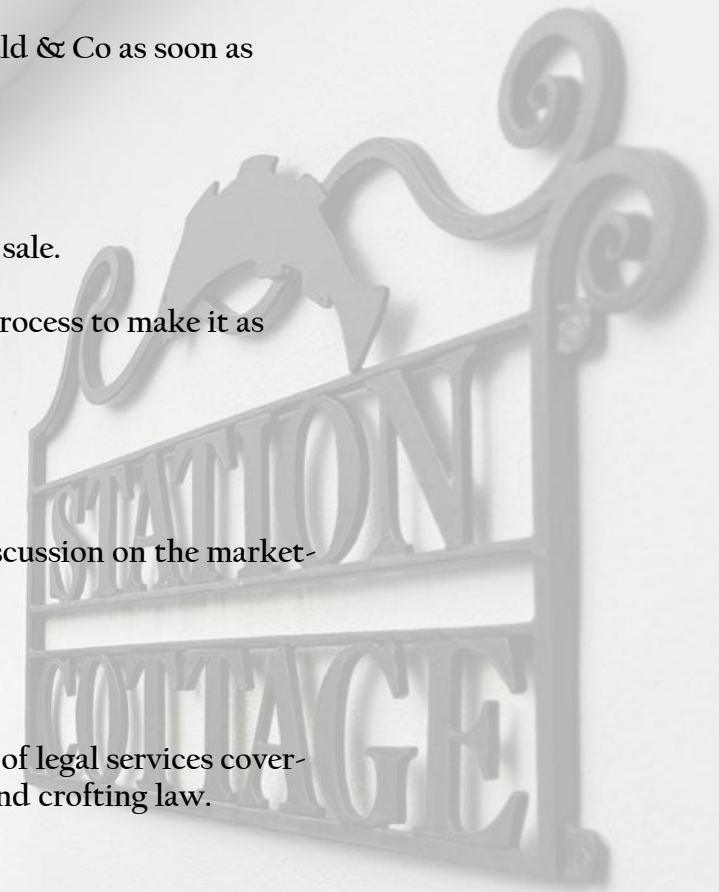 ld & Co as soon as
sale.
rocess to make it as
STATION
scussion on the market-
COTTAGE
of legal services cover-
nd crofting law.